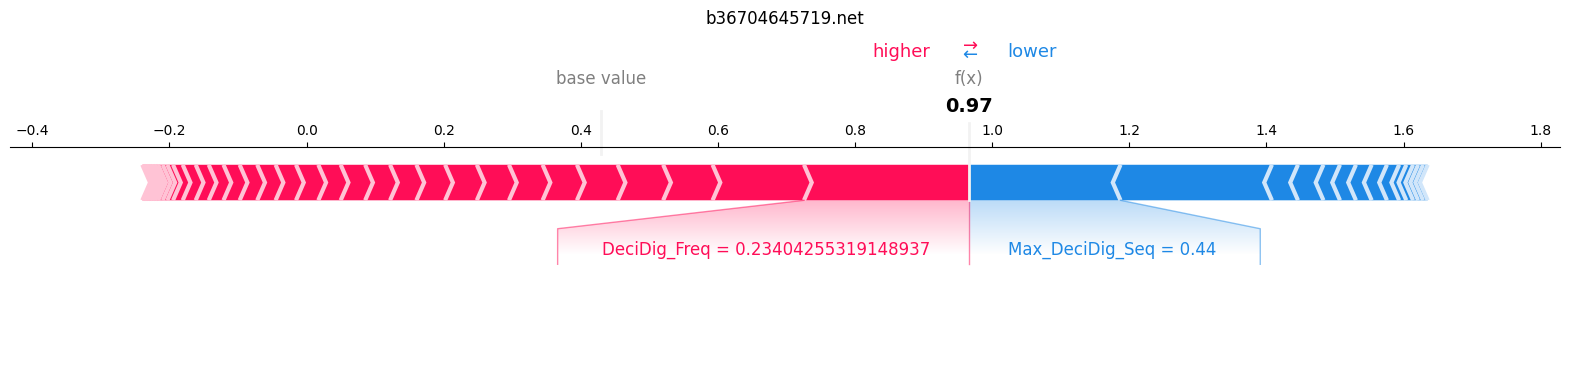 b36704645719.net
higher ⇄ lower
base value f(x)
0.97
−0.4 −0.2 0.0 0.2 0.4 0.6 0.8 1.0 1.2 1.4 1.6 1.8
DeciDig_Freq = 0.23404255319148937 Max_DeciDig_Seq = 0.44